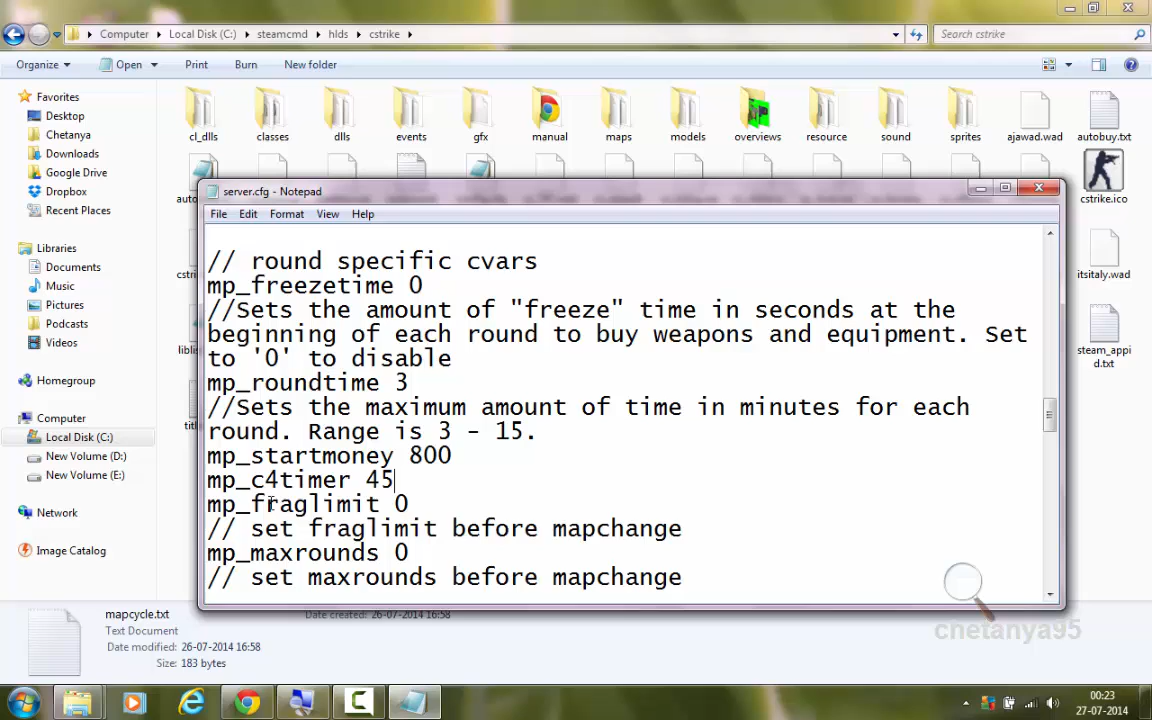 Computer Local Disk (C:) steamcmd hlds cstrike
Search cstrike
Organize Open Print Burn New folder
Favorites
Desktop
Chetanya
Downloads
Google Drive
Dropbox
Recent Places
Libraries
Documents
Music
Pictures
Podcasts
Videos
Homegroup
Computer
Local Disk (C:)
New Volume (D:)
New Volume (E:)
Network
Image Catalog
cl_dlls classes dlls events gfx manual maps models overviews resource sound sprites ajawad.wad autobuy.txt
cstrike.ico
itsitaly.wad
steam_appi
d.txt
server.cfg - Notepad
File Edit Format View Help
// round specific cvars
mp_freezetime 0
//Sets the amount of "freeze" time in seconds at the
beginning of each round to buy weapons and equipment. Set
to '0' to disable
mp_roundtime 3
//Sets the maximum amount of time in minutes for each
round. Range is 3 - 15.
mp_startmoney 800
mp_c4timer 45
mp_fraglimit 0
// set fraglimit before mapchange
mp_maxrounds 0
// set maxrounds before mapchange
mapcycle.txt Date created: 26-07-2014 16:58
Text Document
Date modified: 26-07-2014 16:58
Size: 183 bytes
cnetanya95
00:23
27-07-2014